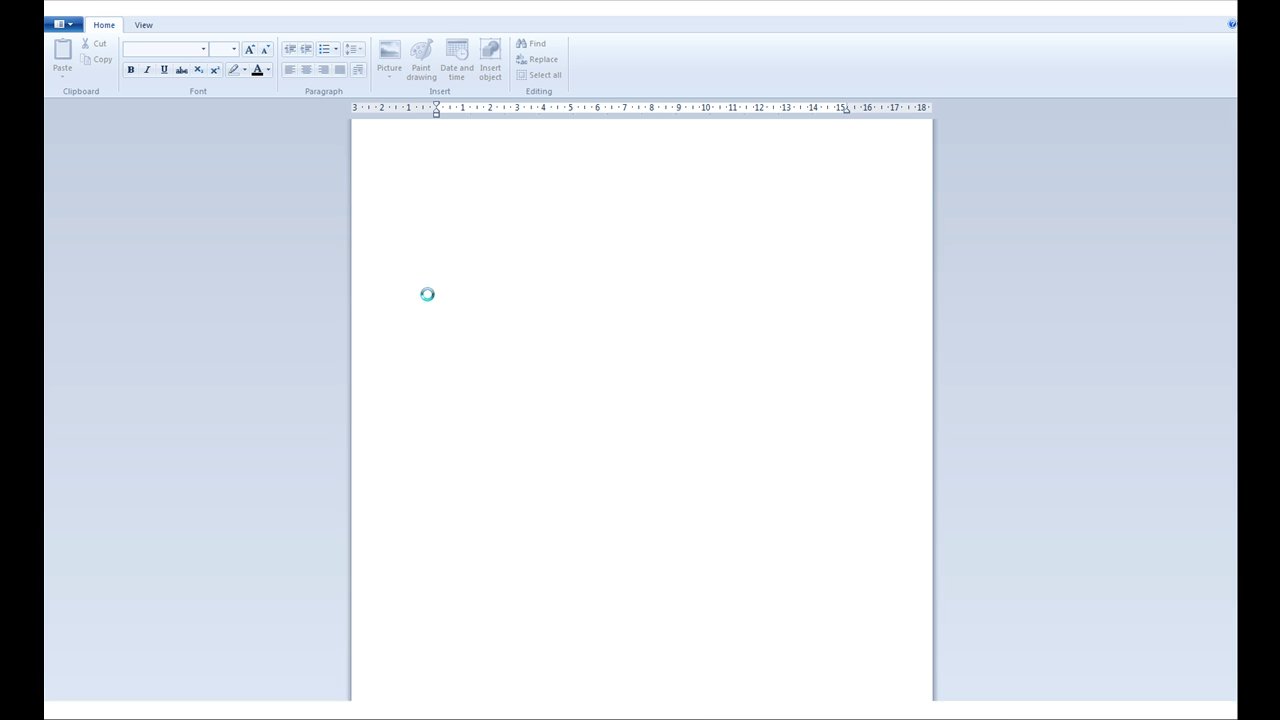 Home View
Paste Cut Copy
Clipboard
A A
B I U abc X₂ X² A
Font
Paragraph
Picture Paint drawing Date and time Insert object
Insert
Find
Replace
Select all
Editing
3 2 1 1 2 3 4 5 6 7 8 9 10 11 12 13 14 15 16 17 18